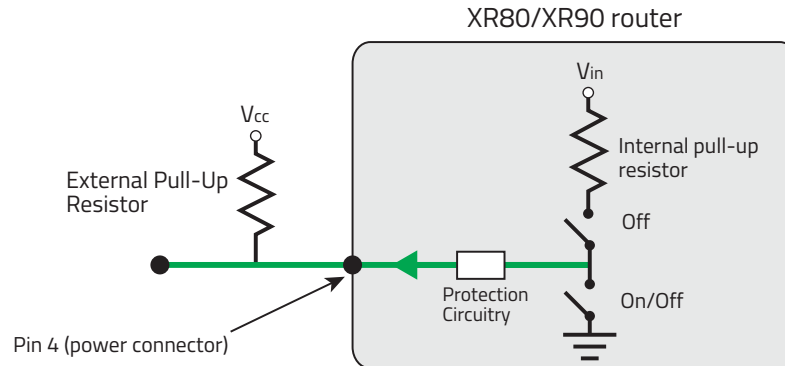 XR80/XR90 router
Vin
Vcc
Internal pull-up
resistor
External Pull-Up
Resistor
Off
Protection
Circuitry
On/Off
Pin 4 (power connector)